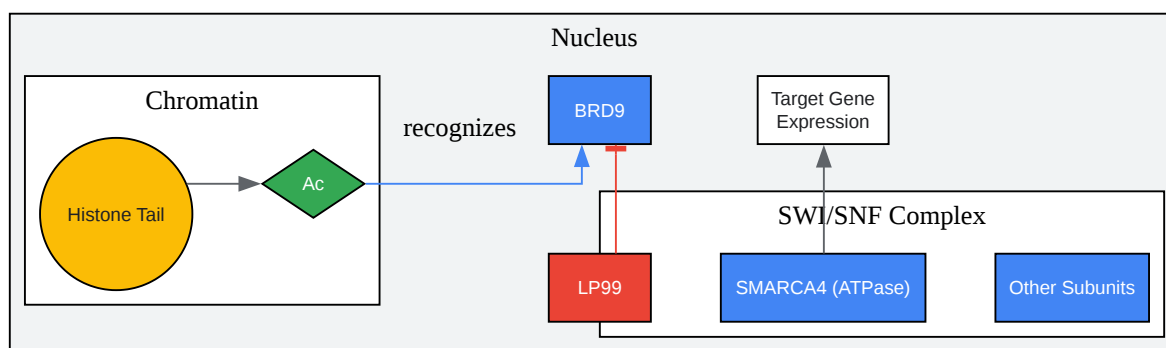 Nucleus
Chromatin
BRD9
Target Gene
Expression
recognizes
Ac
Histone Tail
SWI/SNF Complex
LP99
SMARCA4 (ATPase)
Other Subunits